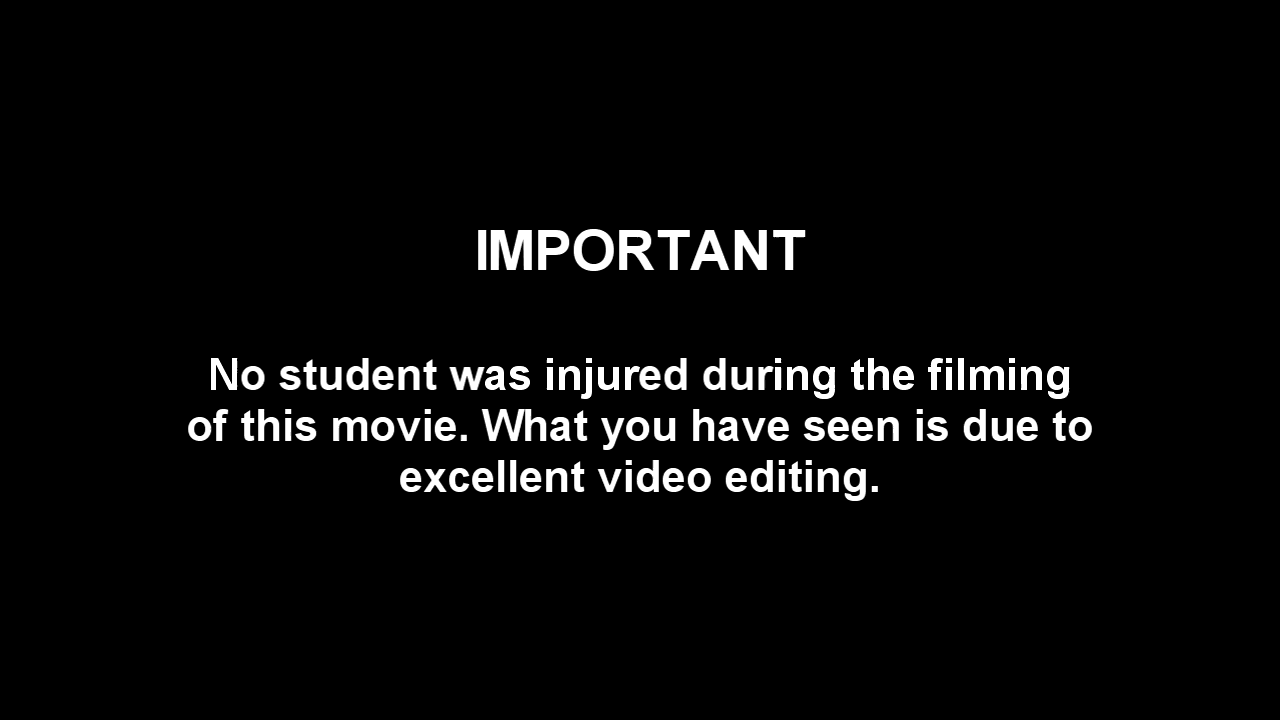 IMPORTANT
No student was injured during the filming
of this movie. What you have seen is due to
excellent video editing.